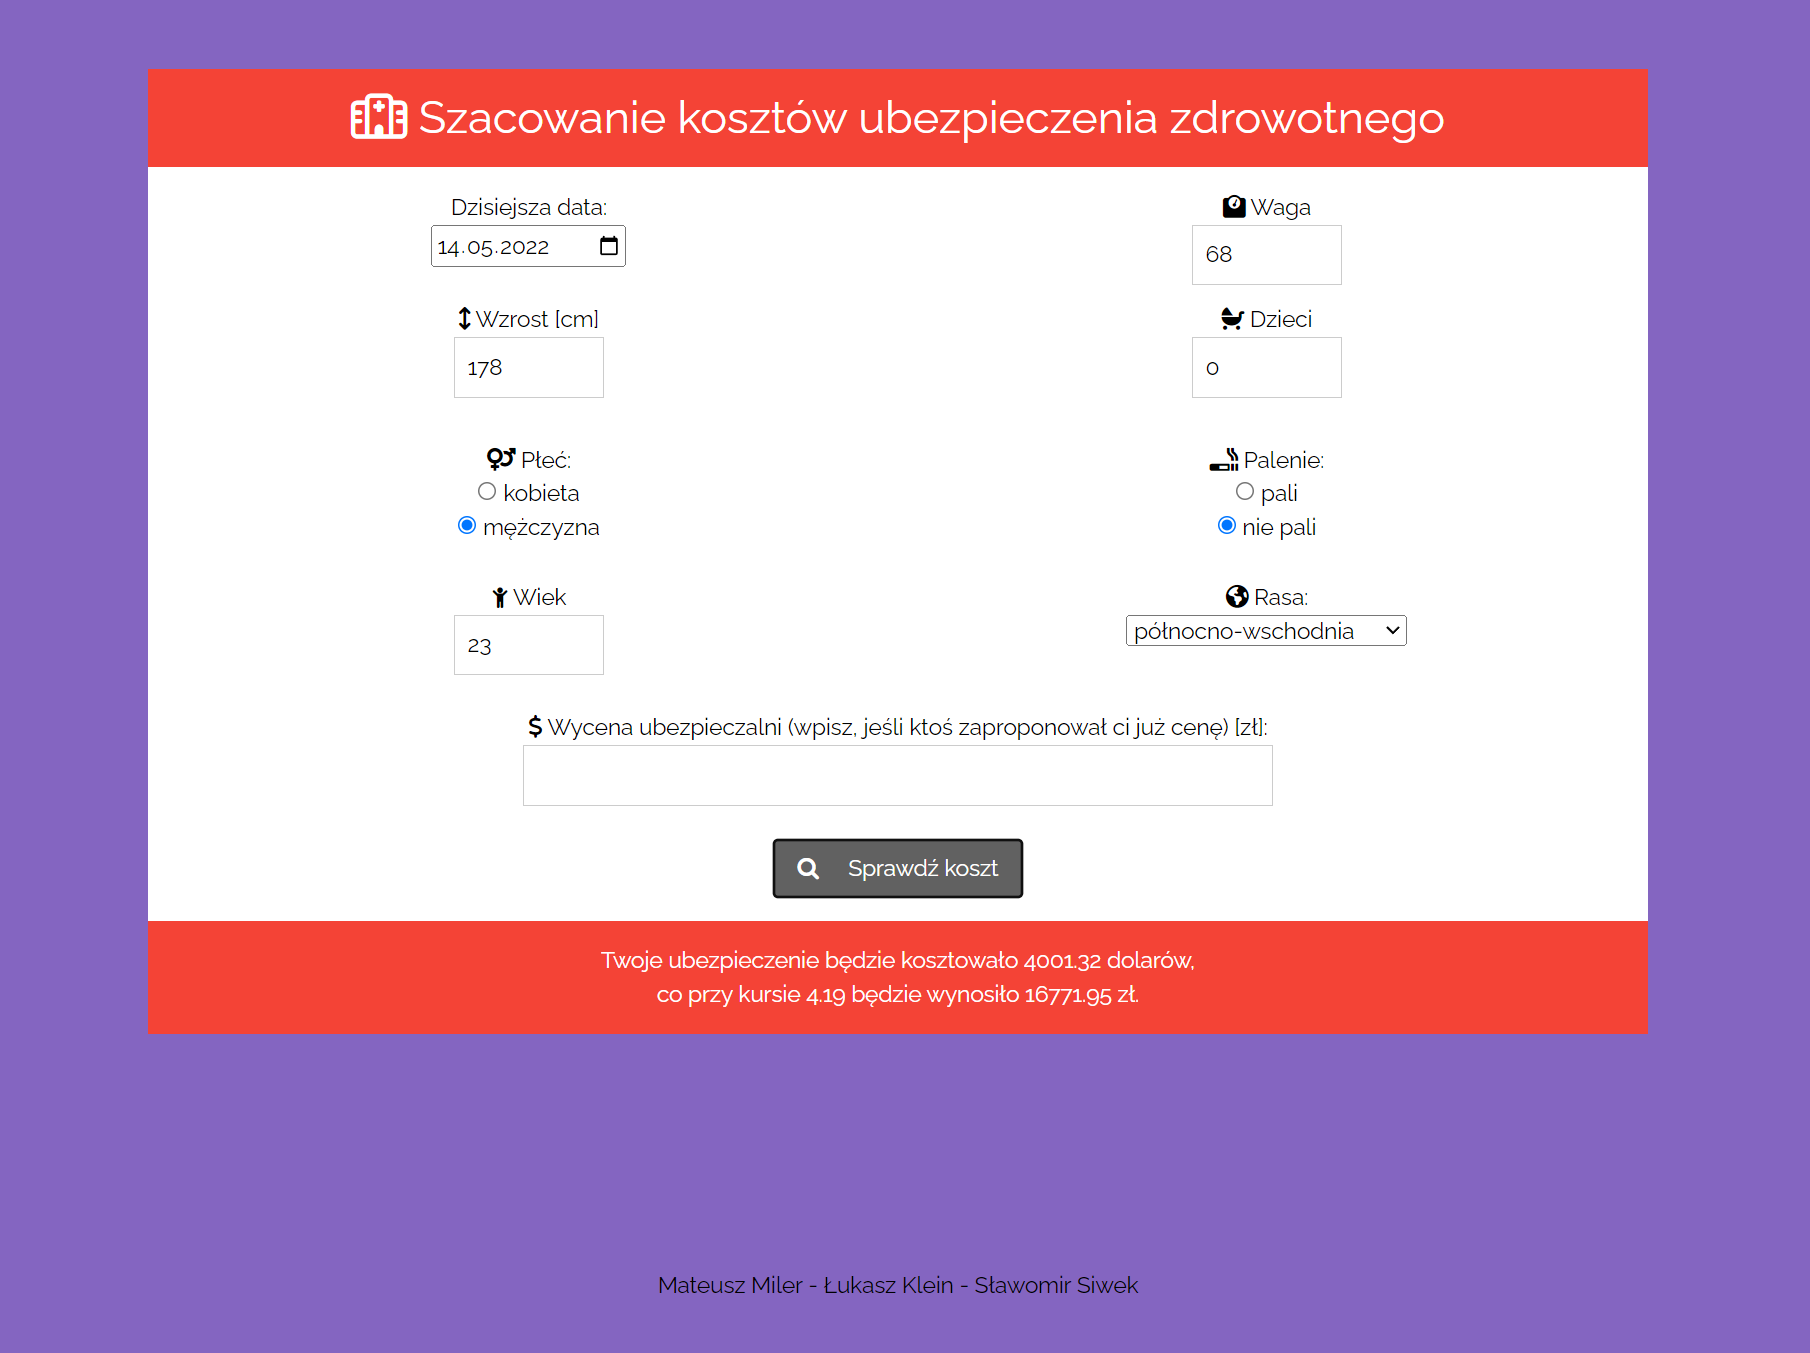 Szacowanie kosztów ubezpieczenia zdrowotnego
Dzisiejsza data:
14.05.2022
Waga
68
Wzrost [cm]
178
Dzieci
0
Płeć:
kobieta
mężczyzna
Palenie:
pali
nie pali
Wiek
23
Rasa:
północno-wschodnia
Wycena ubezpieczalni (wpisz, jeśli ktoś zaproponował ci już cenę) [zł]:
Sprawdź koszt
Twoje ubezpieczenie będzie kosztowało 4001.32 dolarów,
co przy kursie 4.19 będzie wynosiło 16771.95 zł.
Mateusz Miler - Łukasz Klein - Sławomir Siwek